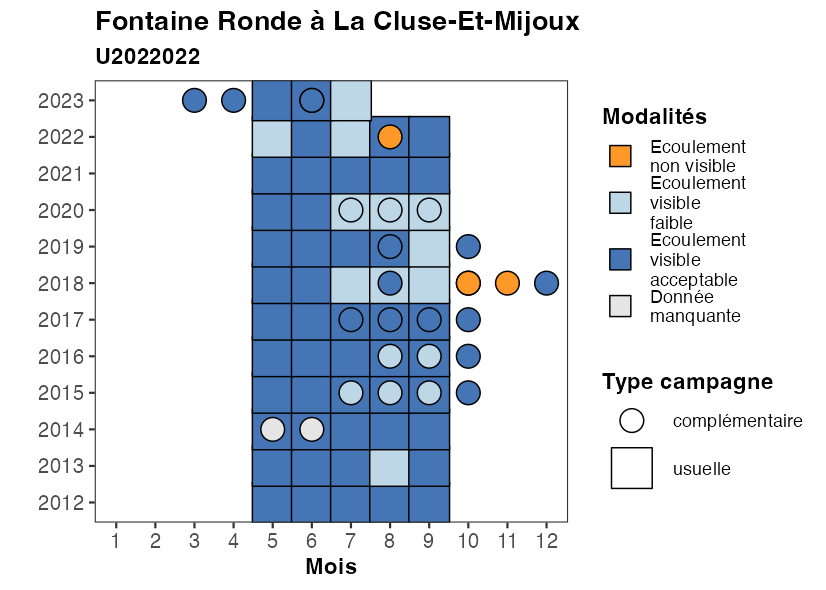 Fontaine Ronde à La Cluse-Et-Mijoux
U2022022
2023
2022
2021
2020
2019
2018
2017
2016
2015
2014
2013
2012
1 2 3 4 5 6 7 8 9 10 11 12
Mois
Modalités
Ecoulement
non visible
Ecoulement
visible
faible
Ecoulement
visible
acceptable
Donnée
manquante
Type campagne
complémentaire
usuelle